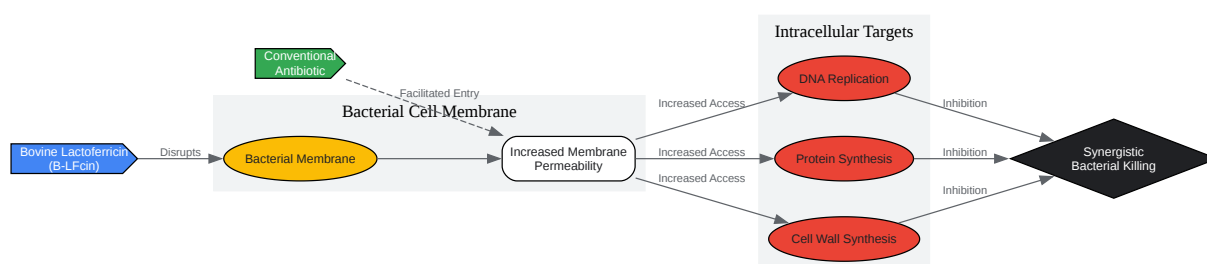 Intracellular Targets
Conventional
Antibiotic
DNA Replication
Facilitated Entry
Increased Access
Inhibition
Bacterial Cell Membrane
Bovine Lactoferricin
(B-LFcin)
Disrupts
Bacterial Membrane
Increased Membrane
Permeability
Increased Access
Protein Synthesis
Inhibition
Synergistic
Bacterial Killing
Increased Access
Inhibition
Cell Wall Synthesis